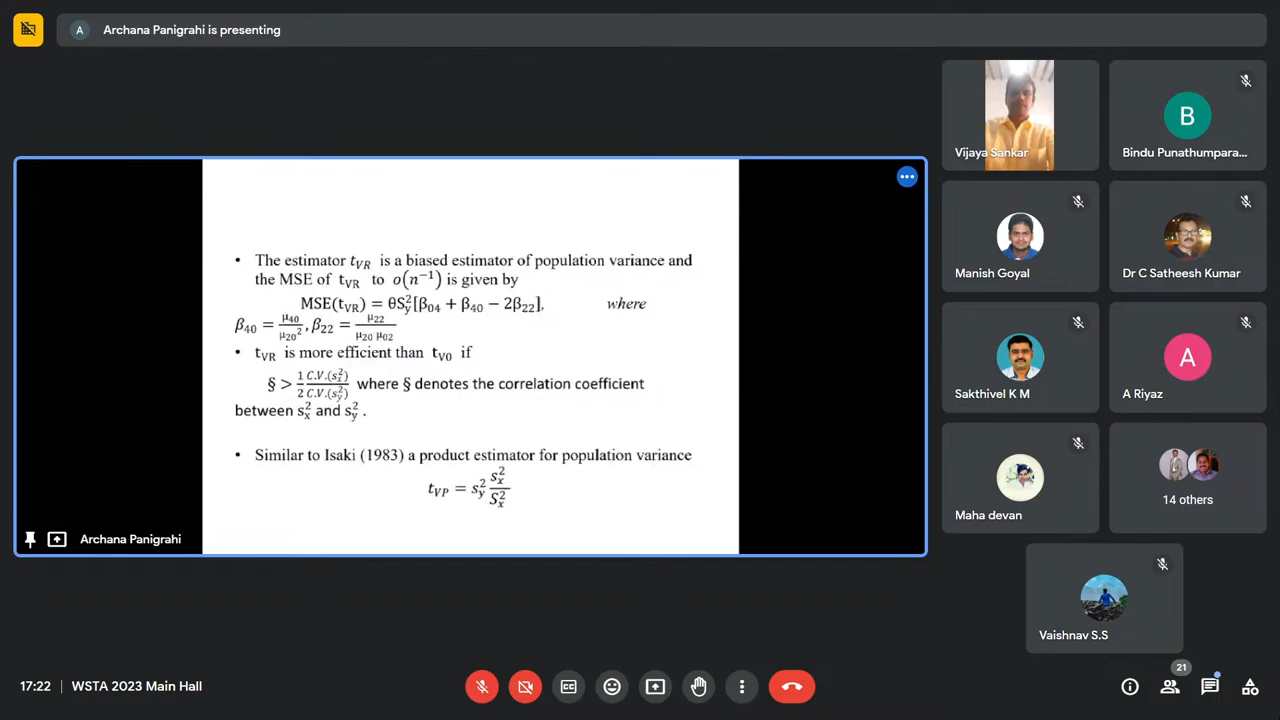 A Archana Panigrahi is presenting
• The estimator t_VR is a biased estimator of population variance and
the MSE of t_VR to o(n⁻¹) is given by
MSE(t_VR) = θS_y²[β₀₄ + β₄₀ − 2β₂₂], where
β₄₀ = μ₄₀/μ₂₀², β₂₂ = μ₂₂/μ₂₀ μ₀₂
• t_VR is more efficient than t_V0 if
§ > 1/2 C.V.(s_x²)/C.V.(s_y²) where § denotes the correlation coefficient
between s_x² and s_y² .
• Similar to Isaki (1983) a product estimator for population variance
t_VP = s_y² s_x²/S_x²
Archana Panigrahi
Vijaya Sankar
B
Bindu Punathumpara...
Manish Goyal
Dr C Satheesh Kumar
Sakthivel K M
A
A Riyaz
Maha devan
14 others
Vaishnav S.S
17:22 | WSTA 2023 Main Hall
CC
21